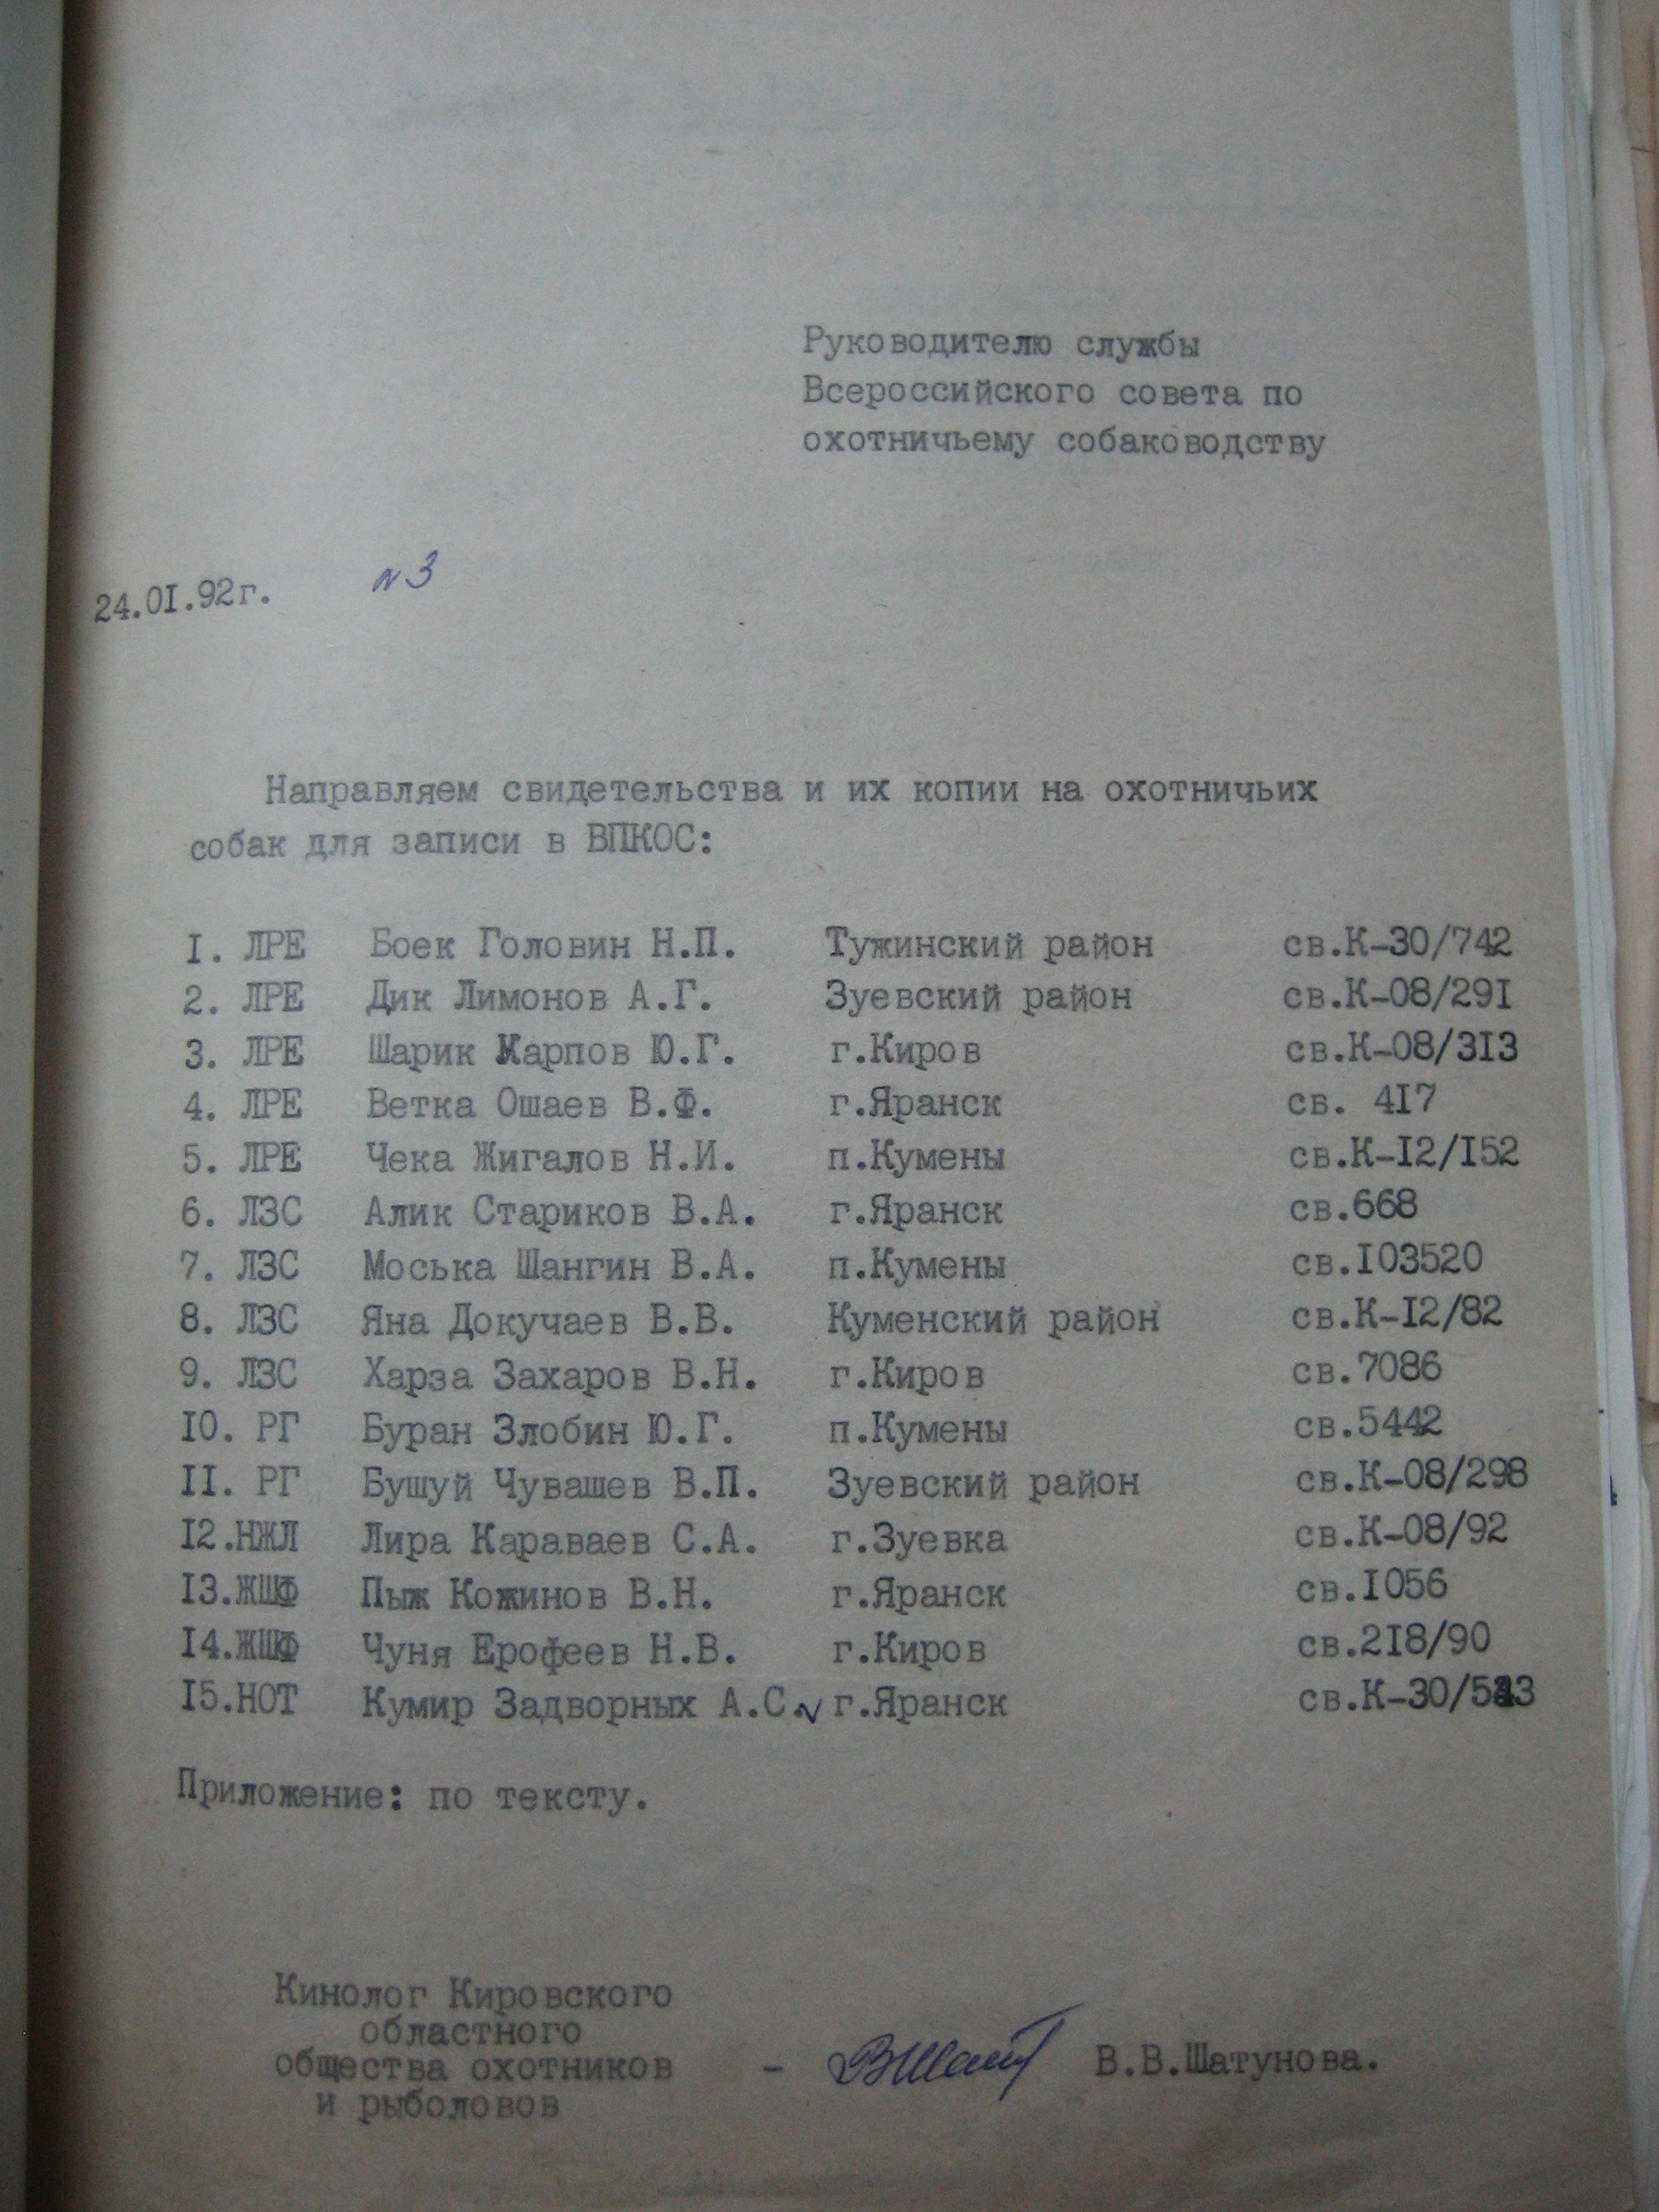 Руководителю службы
Всероссийского совета по
охотничьему собаководству
24.01.92г. N3
Направляем свидетельства и их копии на охотничьих
собак для записи в ВПКОС:
1. ЛРЕ Боек Головин Н.П. Тужинский район св.К-30/742
2. ЛРЕ Дик Лимонов А.Г. Зуевский район св.К-08/291
3. ЛРЕ Шарик Карпов Ю.Г. г.Киров св.К-08/313
4. ЛРЕ Ветка Ошаев В.Ф. г.Яранск св. 417
5. ЛРЕ Чека Жигалов Н.И. п.Кумены св.К-12/152
6. ЛЗС Алик Стариков В.А. г.Яранск св.668
7. ЛЗС Моська Шангин В.А. п.Кумены св.103520
8. ЛЗС Яна Докучаев В.В. Куменский район св.К-12/82
9. ЛЗС Харза Захаров В.Н. г.Киров св.7086
10. РГ Буран Злобин Ю.Г. п.Кумены св.5442
11. РГ Бушуй Чувашев В.П. Зуевский район св.К-08/298
12.НЖЛ Лира Караваев С.А. г.Зуевка св.К-08/92
13.ЖШФ Пыж Кожинов В.Н. г.Яранск св.1056
14.ЖШФ Чуня Ерофеев Н.В. г.Киров св.218/90
15.НОТ Кумир Задворных А.С. г.Яранск
Приложение: по тексту.
Кинолог Кировского
областного
общества охотников - В.В.Шатунова.
и рыболовов